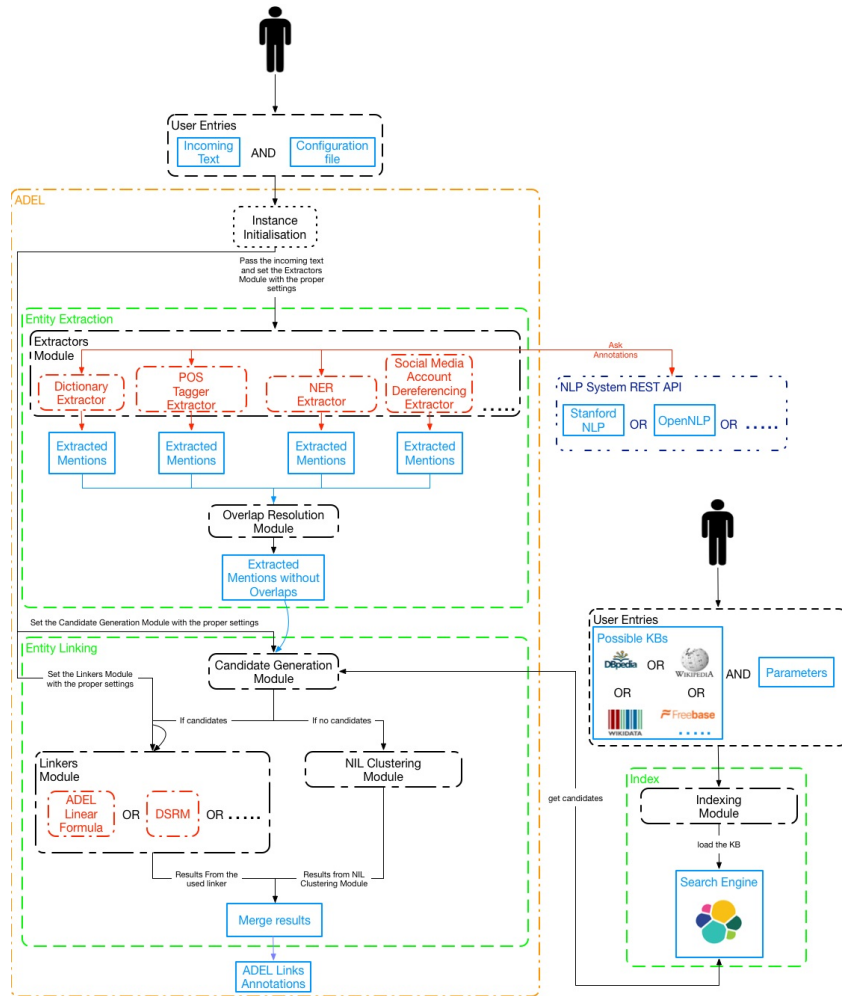 User Entries
Incoming
Text
AND
Configuration
file
ADEL
Instance
Initialisation
Pass the incoming text
and set the Extractors
Module with the proper
settings
Entity Extraction
Extractors
Module
Dictionary
Extractor
POS
Tagger
Extractor
NER
Extractor
Social Media
Account
Dereferencing
Extractor
.....
Ask
Annotations
NLP System REST API
Stanford
NLP
OR
OpenNLP
OR
.....
Extracted
Mentions
Extracted
Mentions
Extracted
Mentions
Extracted
Mentions
Overlap Resolution
Module
Extracted
Mentions without
Overlaps
Set the Candidate Generation Module with the proper settings
Entity Linking
Candidate Generation
Module
Set the Linkers Module
with the proper settings
If candidates
If no candidates
Linkers
Module
ADEL
Linear
Formula
OR
DSRM
OR
.....
NIL Clustering
Module
Results From the
used linker
Results from NIL
Clustering Module
Merge results
ADEL Links
Annotations
User Entries
Possible KBs
DBpedia
OR
WIKIPEDIA
OR
OR
WIKIDATA
Freebase
.....
AND
Parameters
Index
Indexing
Module
load the KB
Search Engine
get candidates